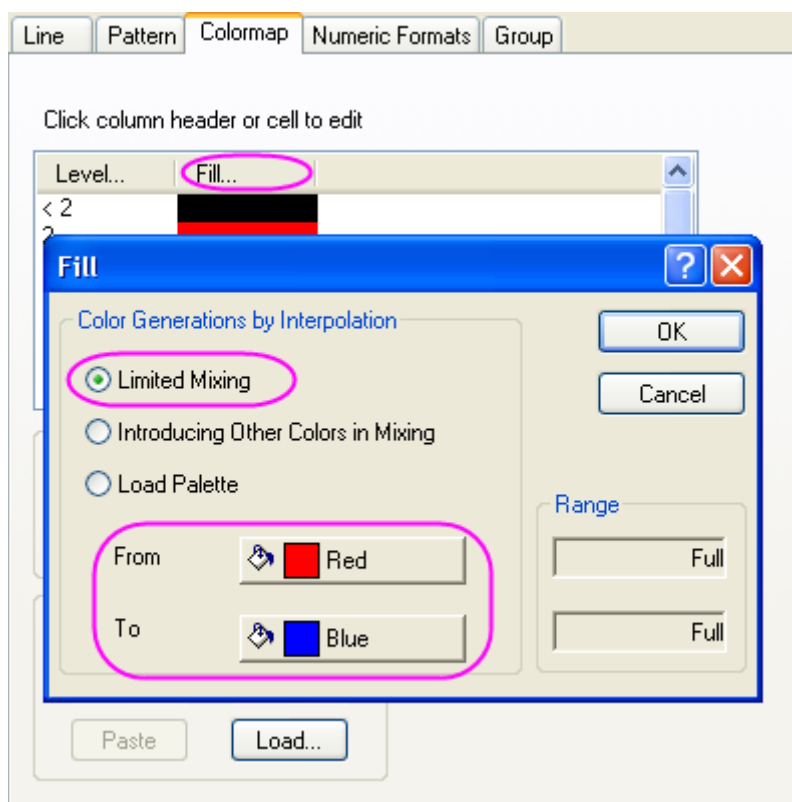 Line Pattern Colormap Numeric Formats Group
Click column header or cell to edit
Level... Fill...
< 2
2
Fill
Color Generations by Interpolation
OK
Limited Mixing
Cancel
Introducing Other Colors in Mixing
Load Palette
Range
From Red Full
To Blue Full
Paste Load...